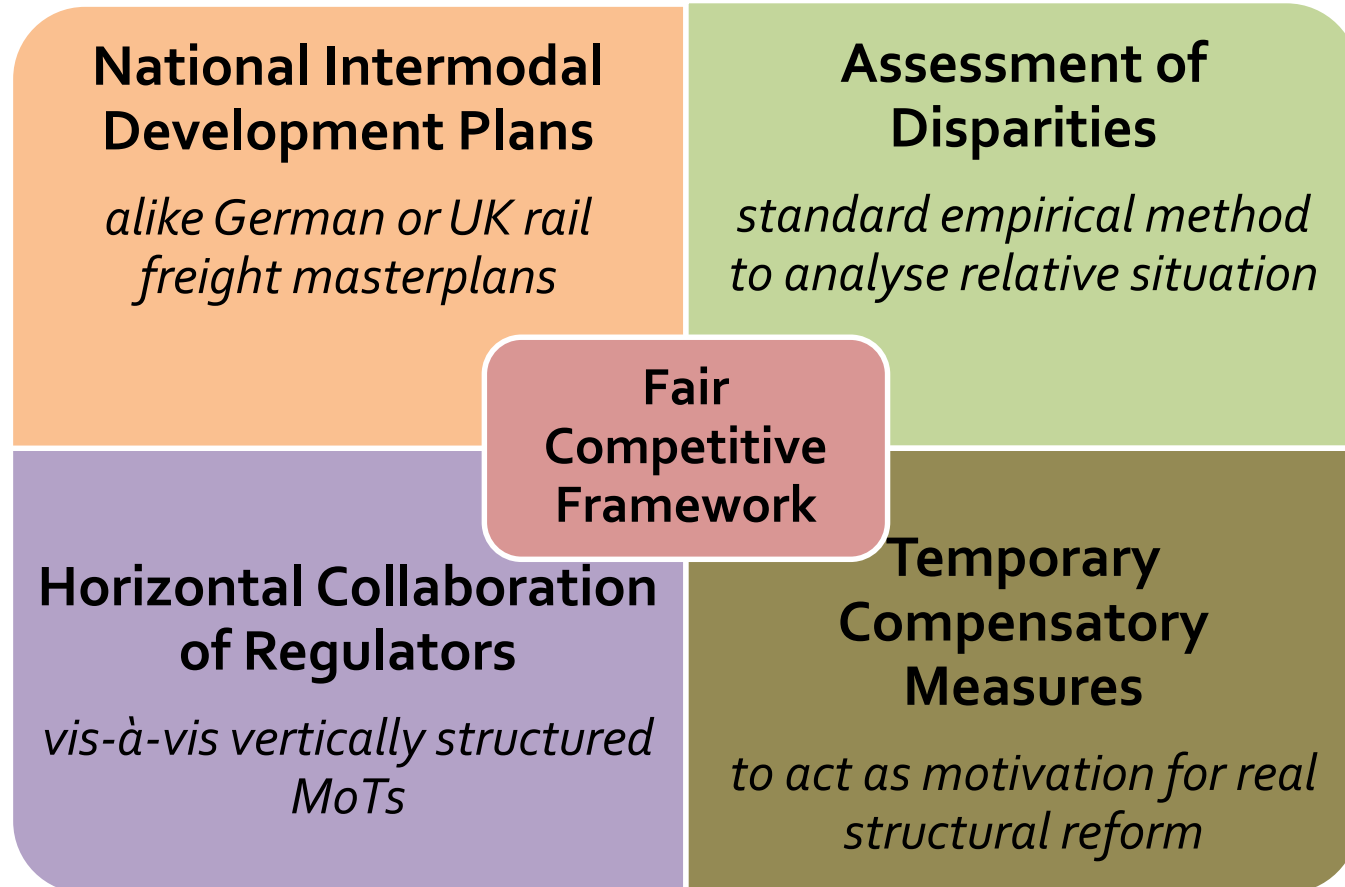 National Intermodal
Development Plans
alike German or UK rail
freight masterplans
Assessment of
Disparities
standard empirical method
to analyse relative situation
Fair
Competitive
Framework
Horizontal Collaboration
of Regulators
vis-à-vis vertically structured
MoTs
Temporary
Compensatory
Measures
to act as motivation for real
structural reform